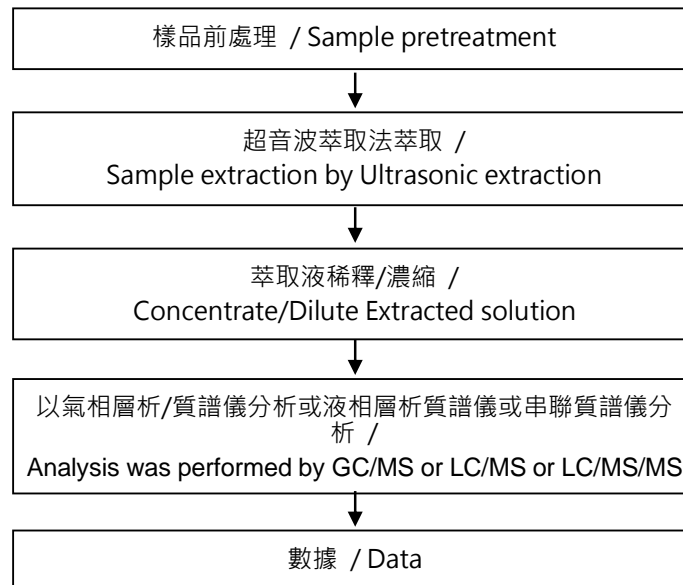 樣品前處理 / Sample pretreatment
超音波萃取法萃取 /
Sample extraction by Ultrasonic extraction
萃取液稀釋/濃縮 /
Concentrate/Dilute Extracted solution
以氣相層析/質譜儀分析或液相層析質譜儀或串聯質譜儀分
析 /
Analysis was performed by GC/MS or LC/MS or LC/MS/MS
數據 / Data